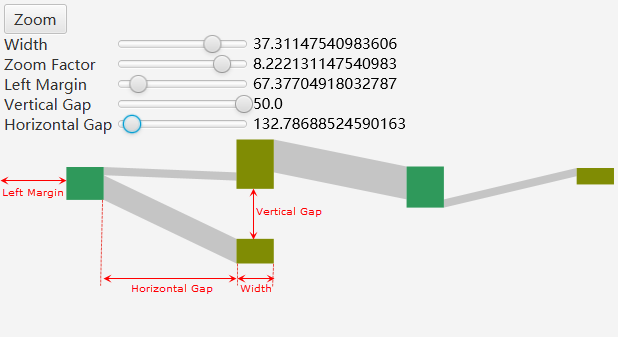 Zoom
Width 37.31147540983606
Zoom Factor 8.222131147540983
Left Margin 67.37704918032787
Vertical Gap 50.0
Horizontal Gap 132.78688524590163
Left Margin
Vertical Gap
Horizontal Gap Width